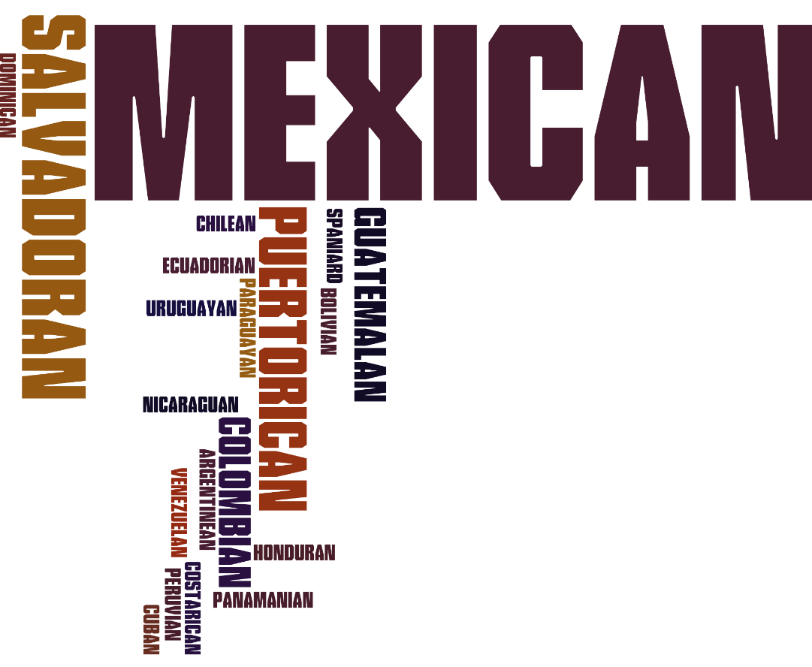 SALVADORAN
DOMINICAN
MEXICAN
CHILEAN
PUERTORICAN
SPANIARD
GUATEMALAN
ECUADORIAN
PARAGUAYAN
BOLIVIAN
URUGUAYAN
NICARAGUAN
COLOMBIAN
ARGENTINEAN
VENEZUELAN
HONDURAN
COSTARICAN
PERUVIAN
PANAMANIAN
CUBAN